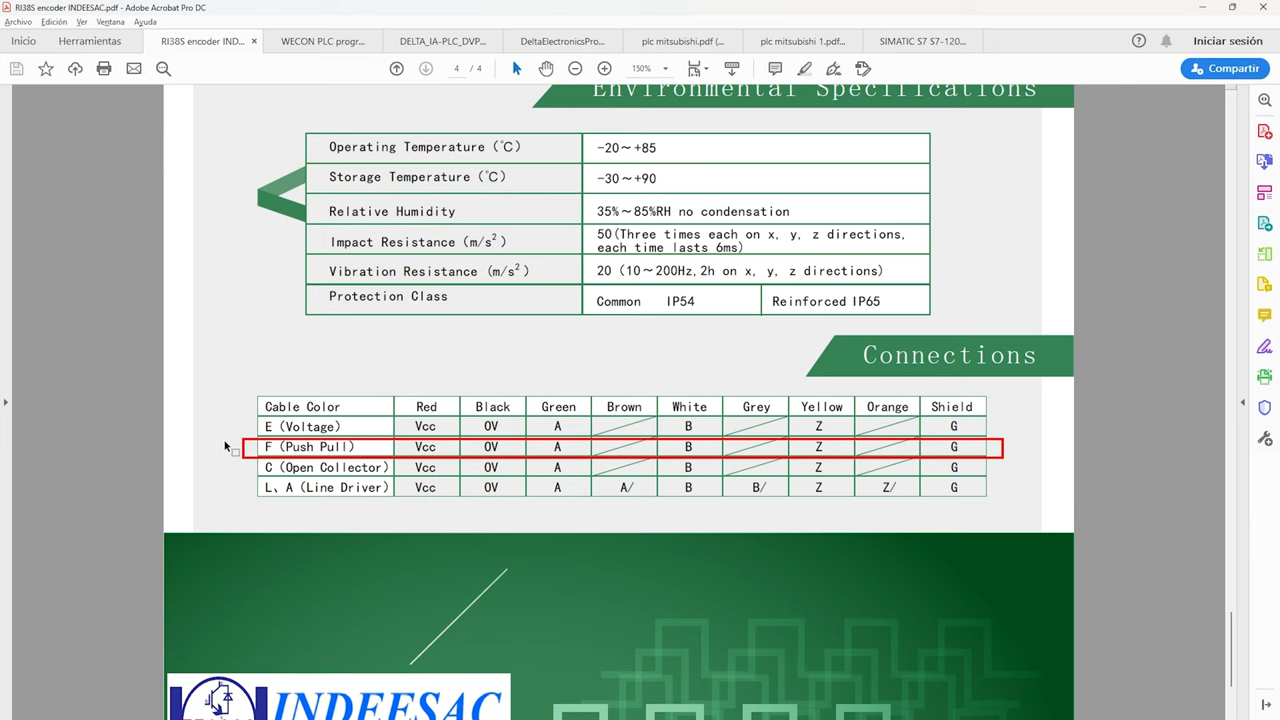 RI38S encoder INDEESAC.pdf - Adobe Acrobat Pro DC
Archivo Edición Ver Ventana Ayuda
Inicio Herramientas RI38S encoder IND... × WECON PLC progr... DELTA_IA-PLC_DVP... DeltaElectronicsPro... plc mitsubishi.pdf (... plc mitsubishi 1.pdf... SIMATIC S7 S7-120... Iniciar sesión
4 / 4 150% Compartir
Environmental Specifications
Operating Temperature (℃) -20～+85
Storage Temperature (℃) -30～+90
Relative Humidity 35%～85%RH no condensation
Impact Resistance (m/s²) 50(Three times each on x, y, z directions,
each time lasts 6ms)
Vibration Resistance (m/s²) 20 (10～200Hz,2h on x, y, z directions)
Protection Class Common IP54 Reinforced IP65
Connections
Cable Color Red Black Green Brown White Grey Yellow Orange Shield
E (Voltage) Vcc 0V A B Z G
F (Push Pull) Vcc 0V A B Z G
C (Open Collector) Vcc 0V A B Z G
L、A (Line Driver) Vcc 0V A A/ B B/ Z Z/ G
INDEESAC